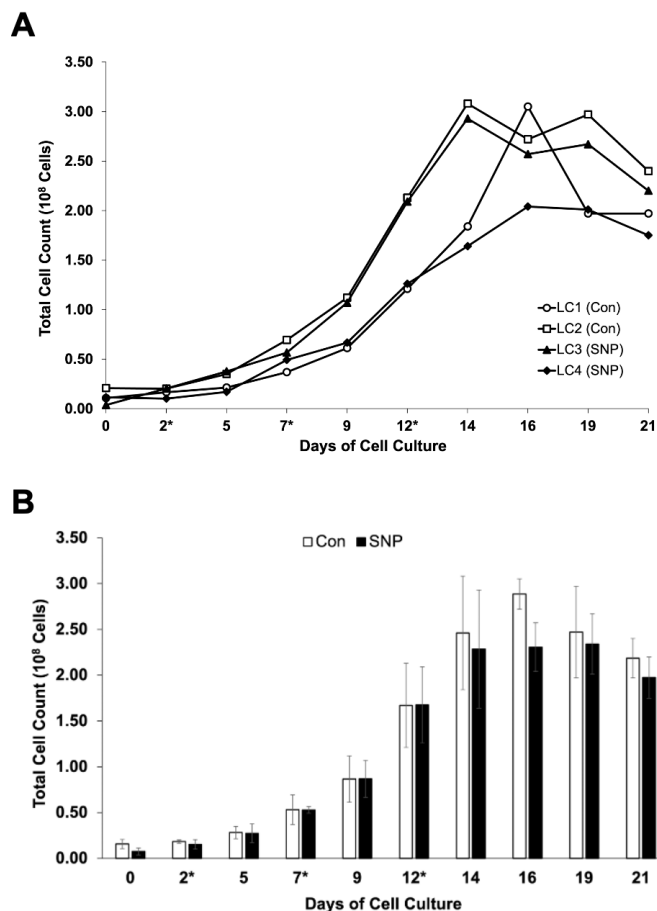 A
3.50
3.00
2.50
2.00
1.50
1.00
0.50
0.00
Total Cell Count (10⁸ Cells)
LC1 (Con)
LC2 (Con)
LC3 (SNP)
LC4 (SNP)
0 2* 5 7* 9 12* 14 16 19 21
Days of Cell Culture
B
Con SNP
3.50
3.00
2.50
2.00
1.50
1.00
0.50
0.00
Total Cell Count (10⁸ Cells)
0 2* 5 7* 9 12* 14 16 19 21
Days of Cell Culture